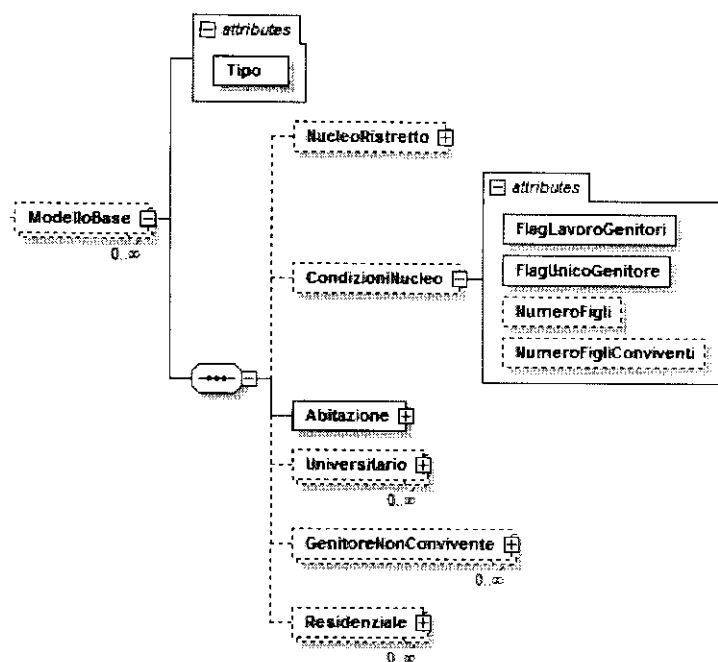 attributes
Tipo
NucleoRistretto
ModelloBase
0..∞
attributes
FlagLavoroGenitori
FlagUnicoGenitore
NumeroFigli
NumeroFigliConviventi
CondizioniNucleo
Abitazione
Universitario
0..∞
GenitoreNonConvivente
0..∞
Residenziale
0..∞